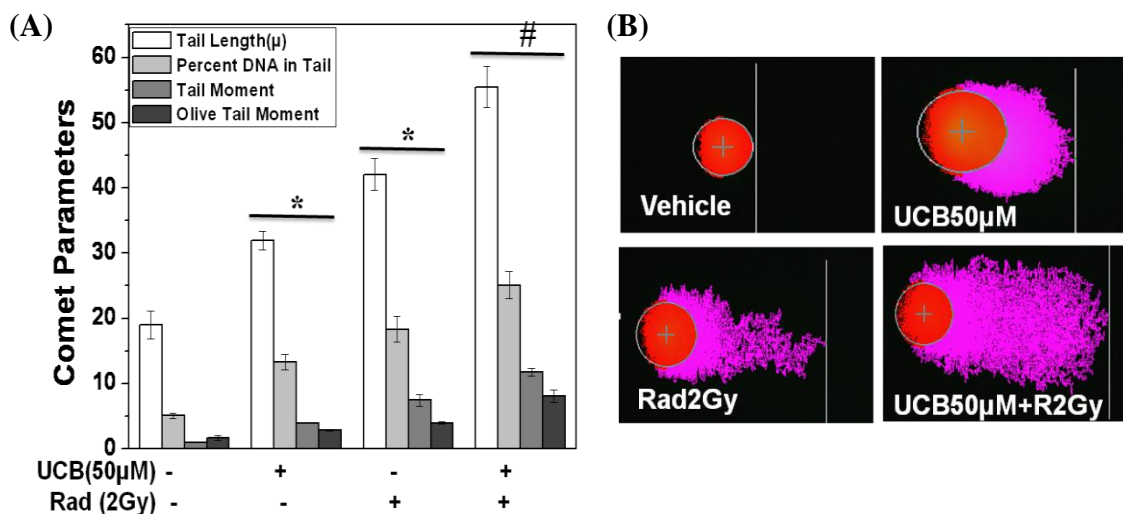 (A)
Tail Length(μ)
Percent DNA in Tail
Tail Moment
Olive Tail Moment
Comet Parameters
60
50
40
30
20
10
0
*
*
#
UCB(50μM) - + - +
Rad (2Gy) - - + +
(B)
Vehicle
UCB50μM
Rad2Gy
UCB50μM+R2Gy